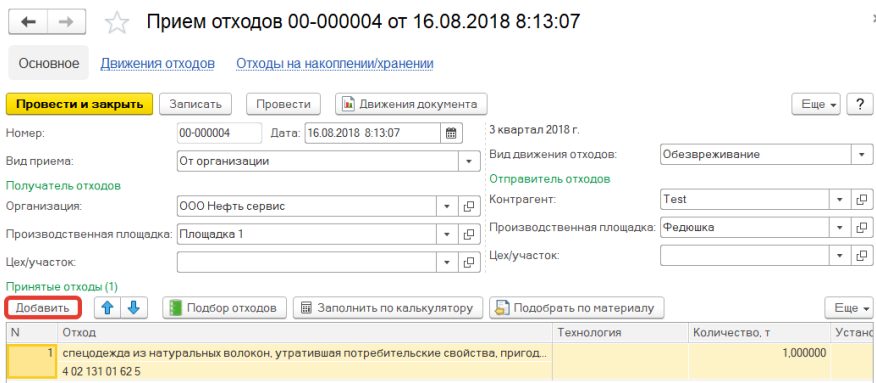 Прием отходов 00-000004 от 16.08.2018 8:13:07
Основное Движения отходов Отходы на накоплении/хранении
Провести и закрыть Записать Провести Движения документа Еще ?
Номер: 00-000004 Дата: 16.08.2018 8:13:07 3 квартал 2018 г.
Вид приема: От организации Вид движения отходов: Обезвреживание
Получатель отходов Отправитель отходов
Организация: ООО Нефть сервис Контрагент: Test
Производственная площадка: Площадка 1 Производственная площадка: Федюшка
Цех/участок: Цех/участок:
Принятые отходы (1)
Добавить Подбор отходов Заполнить по калькулятору Подобрать по материалу Еще
N Отход Технология Количество, т Устано
1 спецодежда из натуральных волокон, утратившая потребительские свойства, пригод... 1,000000
4 02 131 01 62 5